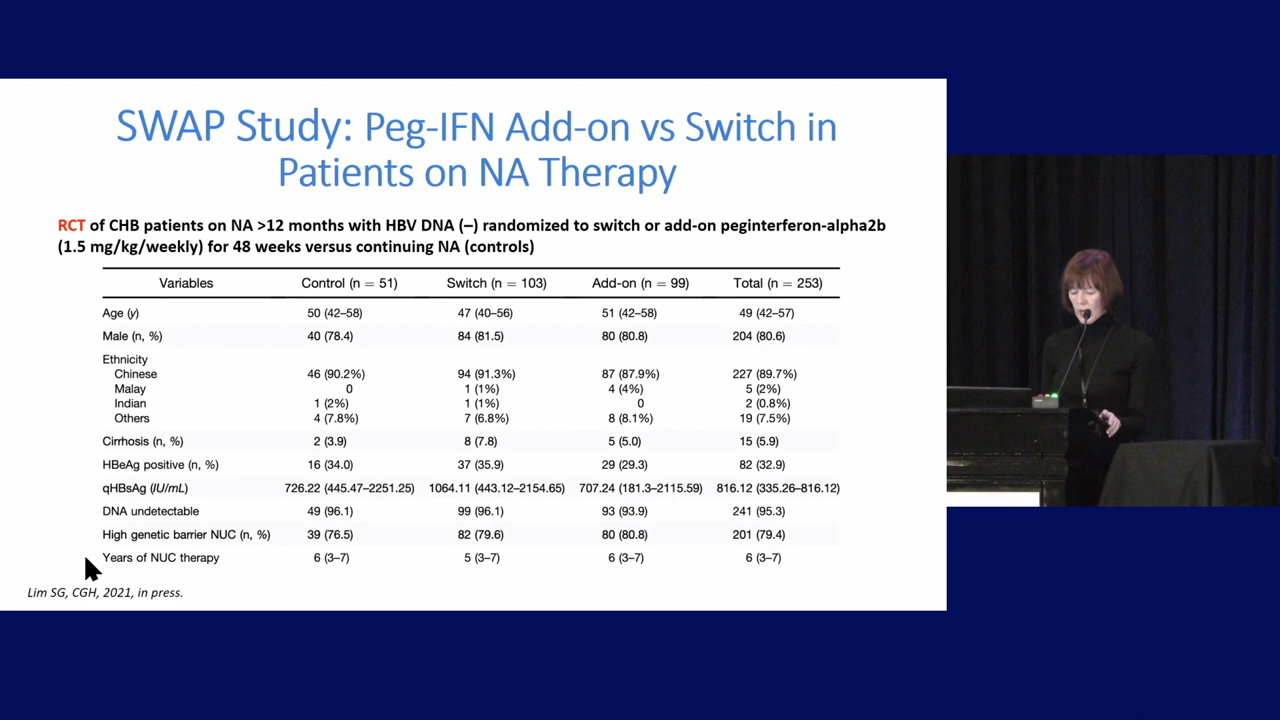 SWAP Study: Peg-IFN Add-on vs Switch in
Patients on NA Therapy
RCT of CHB patients on NA >12 months with HBV DNA (–) randomized to switch or add-on peginterferon-alpha2b
(1.5 mg/kg/weekly) for 48 weeks versus continuing NA (controls)
Variables Control (n = 51) Switch (n = 103) Add-on (n = 99) Total (n = 253)
Age (y) 50 (42–58) 47 (40–56) 51 (42–58) 49 (42–57)
Male (n, %) 40 (78.4) 84 (81.5) 80 (80.8) 204 (80.6)
Ethnicity
Chinese 46 (90.2%) 94 (91.3%) 87 (87.9%) 227 (89.7%)
Malay 0 1 (1%) 4 (4%) 5 (2%)
Indian 1 (2%) 1 (1%) 0 2 (0.8%)
Others 4 (7.8%) 7 (6.8%) 8 (8.1%) 19 (7.5%)
Cirrhosis (n, %) 2 (3.9) 8 (7.8) 5 (5.0) 15 (5.9)
HBeAg positive (n, %) 16 (34.0) 37 (35.9) 29 (29.3) 82 (32.9)
qHBsAg (IU/mL) 726.22 (445.47–2251.25) 1064.11 (443.12–2154.65) 707.24 (181.3–2115.59) 816.12 (335.26–816.12)
DNA undetectable 49 (96.1) 99 (96.1) 93 (93.9) 241 (95.3)
High genetic barrier NUC (n, %) 39 (76.5) 82 (79.6) 80 (80.8) 201 (79.4)
Years of NUC therapy 6 (3–7) 5 (3–7) 6 (3–7) 6 (3–7)
Lim SG, CGH, 2021, in press.